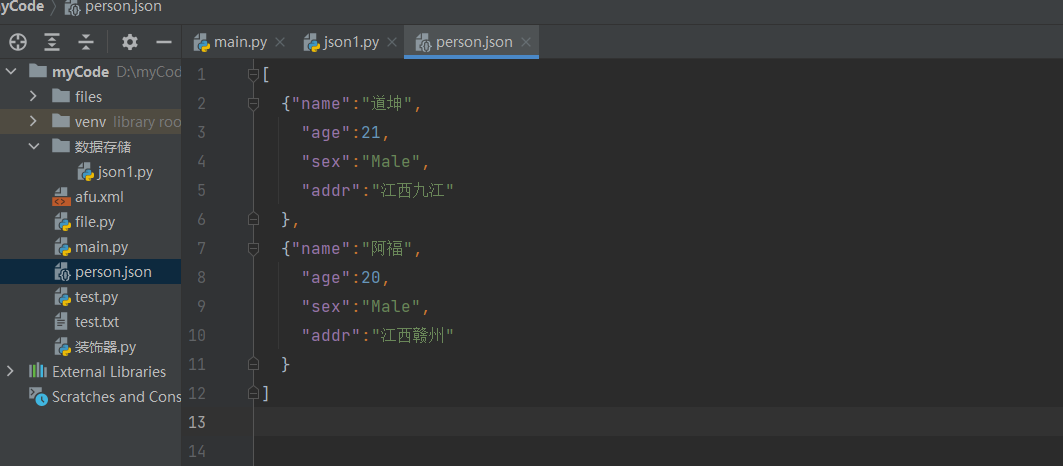 myCode person.json
main.py json1.py person.json
myCode D:\myCod
files
venv library roo
数据存储
json1.py
afu.xml
file.py
main.py
person.json
test.py
test.txt
装饰器.py
External Libraries
Scratches and Cons
1 [
2 {"name":"道坤",
3 "age":21,
4 "sex":"Male",
5 "addr":"江西九江"
6 },
7 {"name":"阿福",
8 "age":20,
9 "sex":"Male",
10 "addr":"江西赣州"
11 }
12 ]
13
14